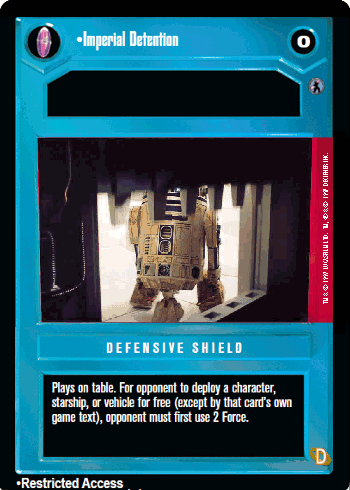 •Imperial Detention
0
DEFENSIVE SHIELD
Plays on table. For opponent to deploy a character,
starship, or vehicle for free (except by that card's own
game text), opponent must first use 2 Force.
D
•Restricted Access